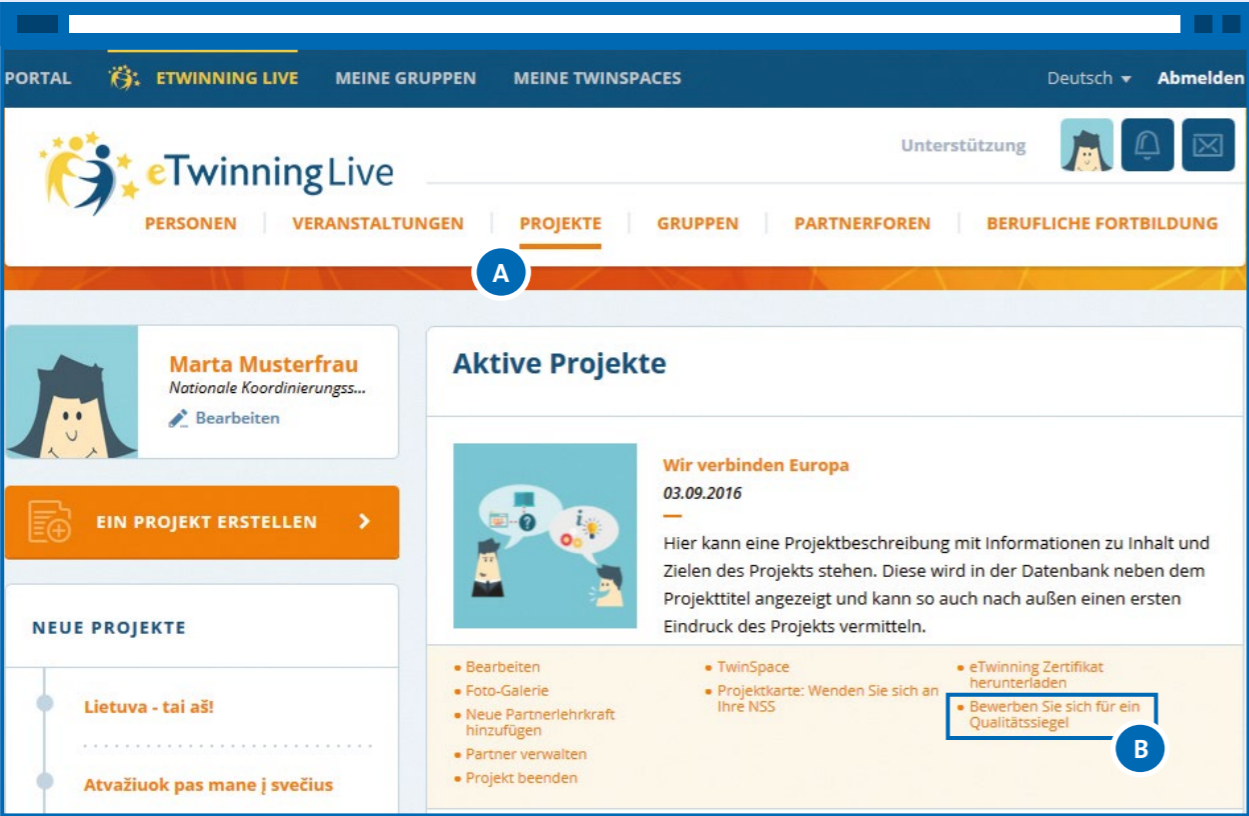 PORTAL ETWINNING LIVE MEINE GRUPPEN MEINE TWINSPACES Deutsch Abmelden
Unterstützung
eTwinningLive
PERSONEN VERANSTALTUNGEN PROJEKTE GRUPPEN PARTNERFOREN BERUFLICHE FORTBILDUNG
A
Marta Musterfrau
Nationale Koordinierungss...
Bearbeiten
EIN PROJEKT ERSTELLEN
NEUE PROJEKTE
Lietuva - tai aš!
Atvažiuok pas mane į svečius
Aktive Projekte
Wir verbinden Europa
03.09.2016
Hier kann eine Projektbeschreibung mit Informationen zu Inhalt und
Zielen des Projekts stehen. Diese wird in der Datenbank neben dem
Projekttitel angezeigt und kann so auch nach außen einen ersten
Eindruck des Projekts vermitteln.
• Bearbeiten
• Foto-Galerie
• Neue Partnerlehrkraft
hinzufügen
• Partner verwalten
• Projekt beenden
• TwinSpace
• Projektkarte: Wenden Sie sich an
Ihre NSS
• eTwinning Zertifikat
herunterladen
• Bewerben Sie sich für ein
Qualitätssiegel
B